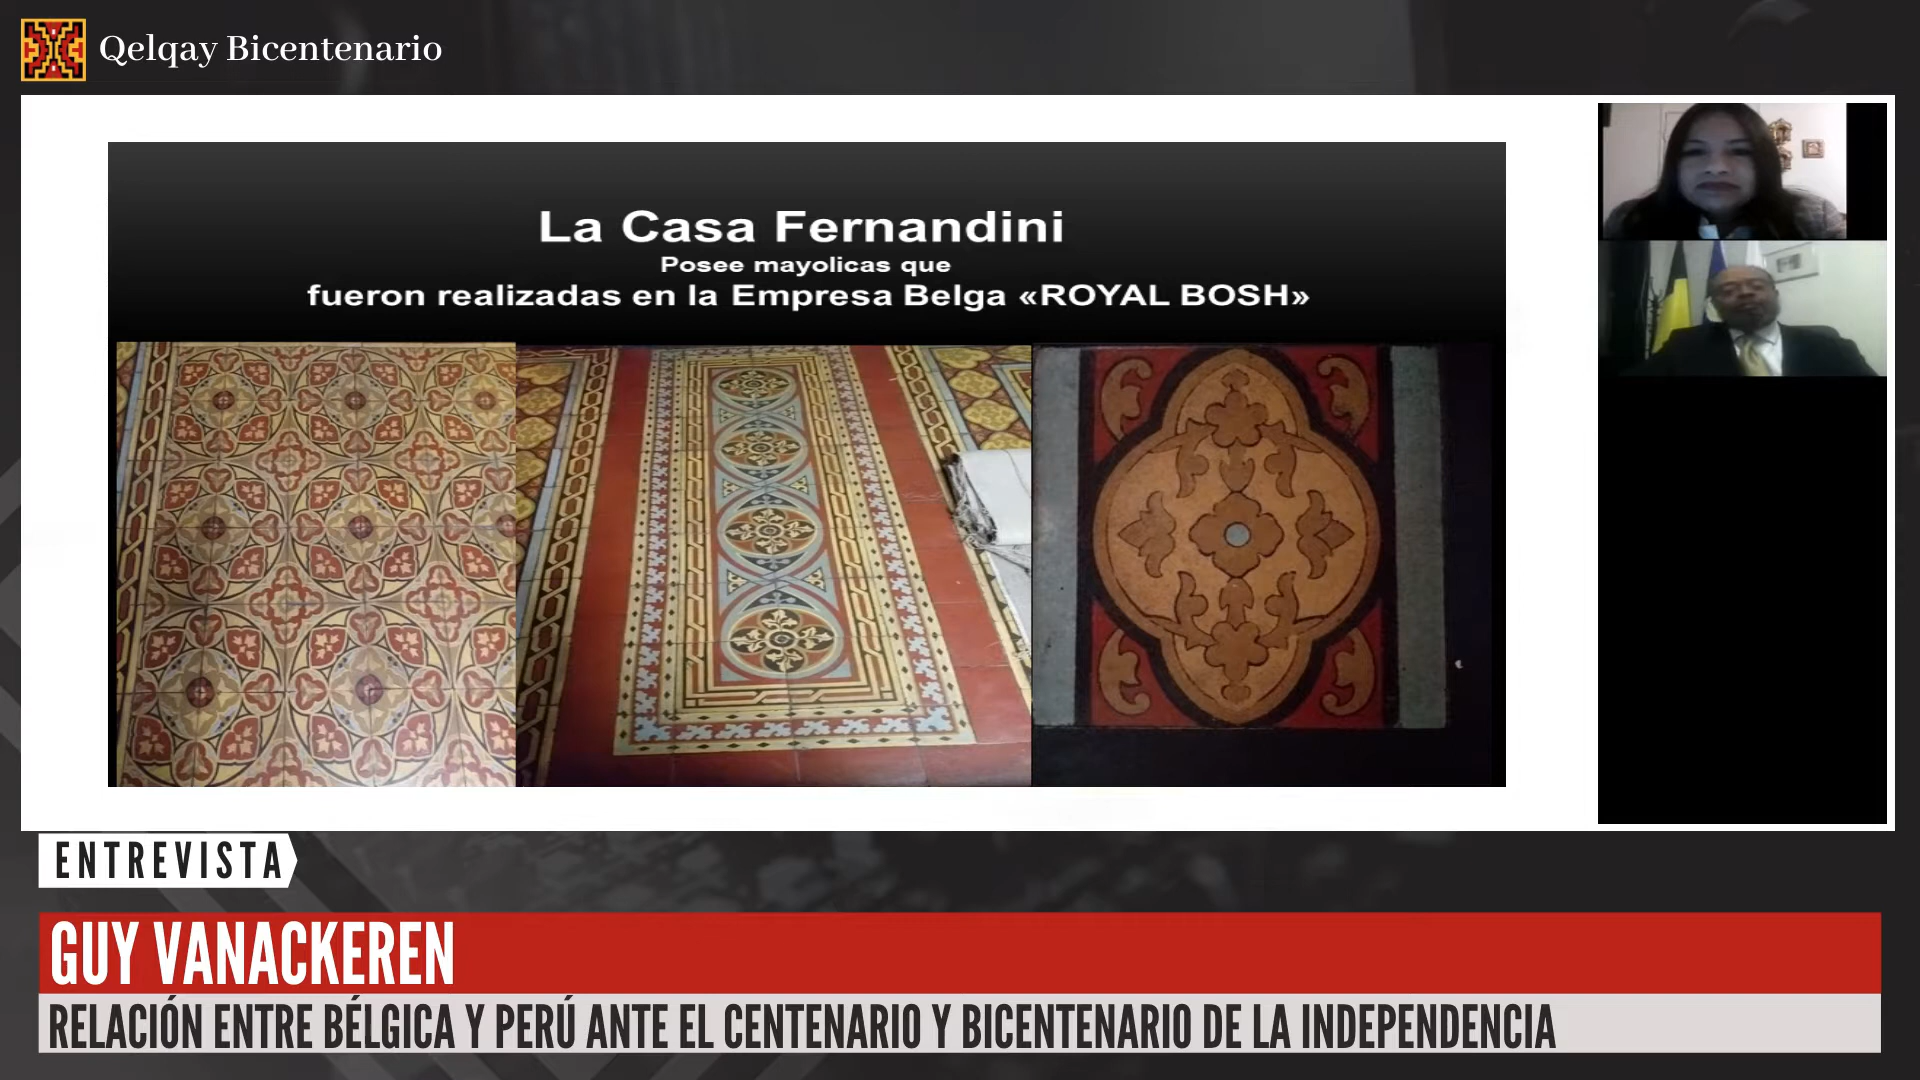 Qelqay Bicentenario
La Casa Fernandini
Posee mayolicas que
fueron realizadas en la Empresa Belga «ROYAL BOSH»
ENTREVISTA
GUY VANACKEREN
RELACIÓN ENTRE BÉLGICA Y PERÚ ANTE EL CENTENARIO Y BICENTENARIO DE LA INDEPENDENCIA